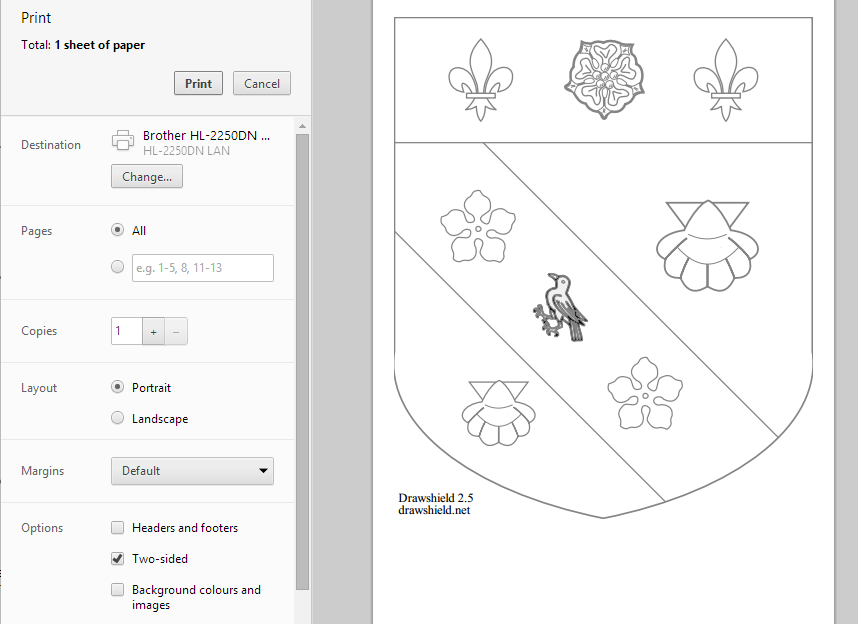 Print
Total: 1 sheet of paper
Print
Cancel
Destination
Brother HL-2250DN ...
HL-2250DN LAN
Change...
Pages
All
e.g. 1-5, 8, 11-13
Copies
1
+
−
Layout
Portrait
Landscape
Margins
Default
Options
Headers and footers
Two-sided
Background colours and
images
Drawshield 2.5
drawshield.net